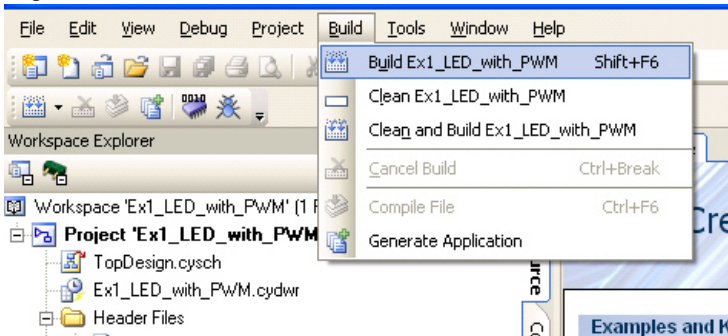 File Edit View Debug Project Build Tools Window Help
Build Ex1_LED_with_PWM Shift+F6
Clean Ex1_LED_with_PWM
Clean and Build Ex1_LED_with_PWM
Cancel Build Ctrl+Break
Compile File Ctrl+F6
Generate Application
0010
Workspace Explorer
Workspace 'Ex1_LED_with_PWM' (1
Project 'Ex1_LED_with_PWM
TopDesign.cysch
Ex1_LED_with_PWM.cydwr
Header Files
Cre
Examples and